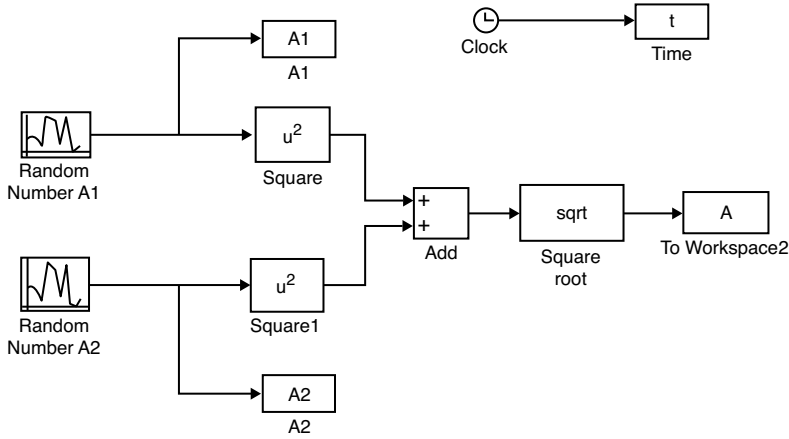 A1
A1
Clock
t
Time
Random
Number A1
u²
Square
+
+
Add
sqrt
Square
root
A
To Workspace2
Random
Number A2
u²
Square1
A2
A2